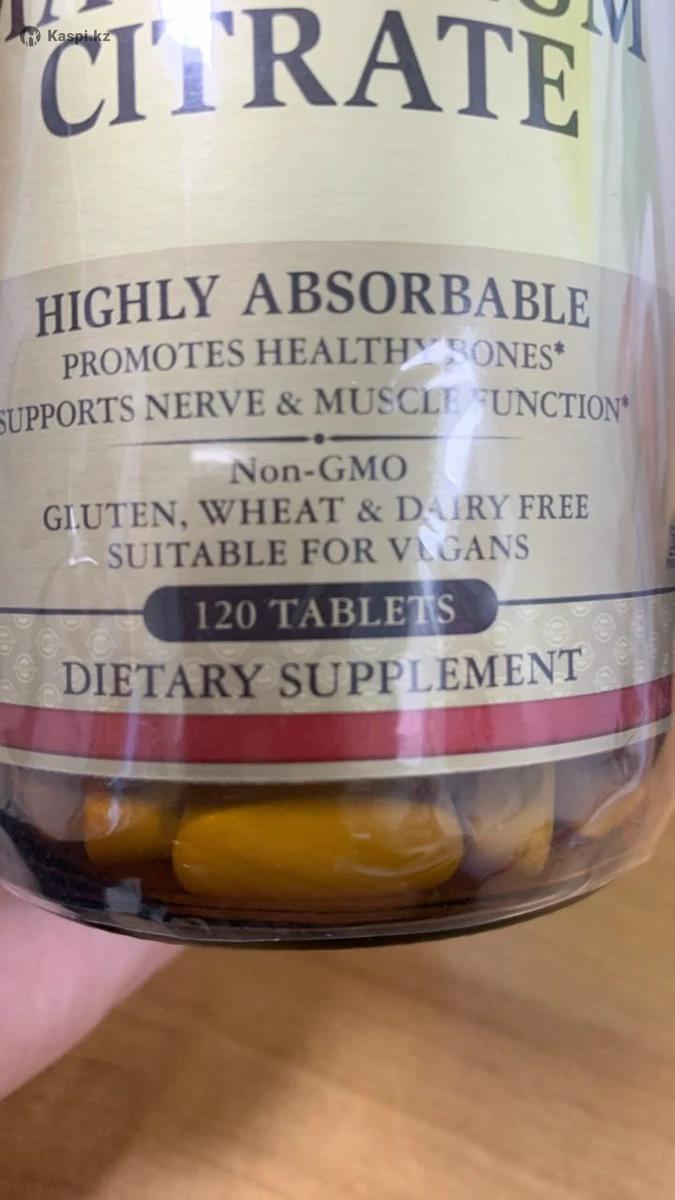 Kaspi.kz
CITRATE
HIGHLY ABSORBABLE
PROMOTES HEALTHY BONES*
SUPPORTS NERVE & MUSCLE FUNCTION*
Non-GMO
GLUTEN, WHEAT & DAIRY FREE
SUITABLE FOR VEGANS
120 TABLETS
DIETARY SUPPLEMENT